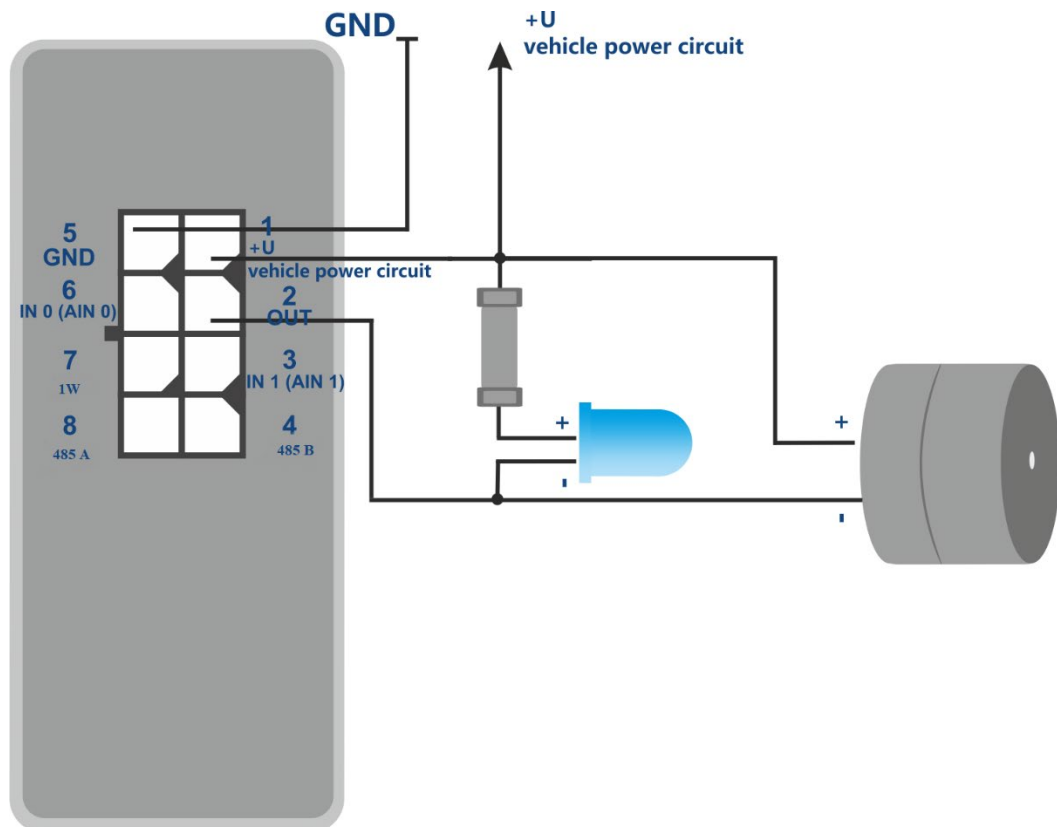 GND
+U
vehicle power circuit
5
GND
1
+U
vehicle power circuit
6
IN 0 (AIN 0)
2
OUT
7
1W
3
IN 1 (AIN 1)
8
485 A
4
485 B
+
-
+
-